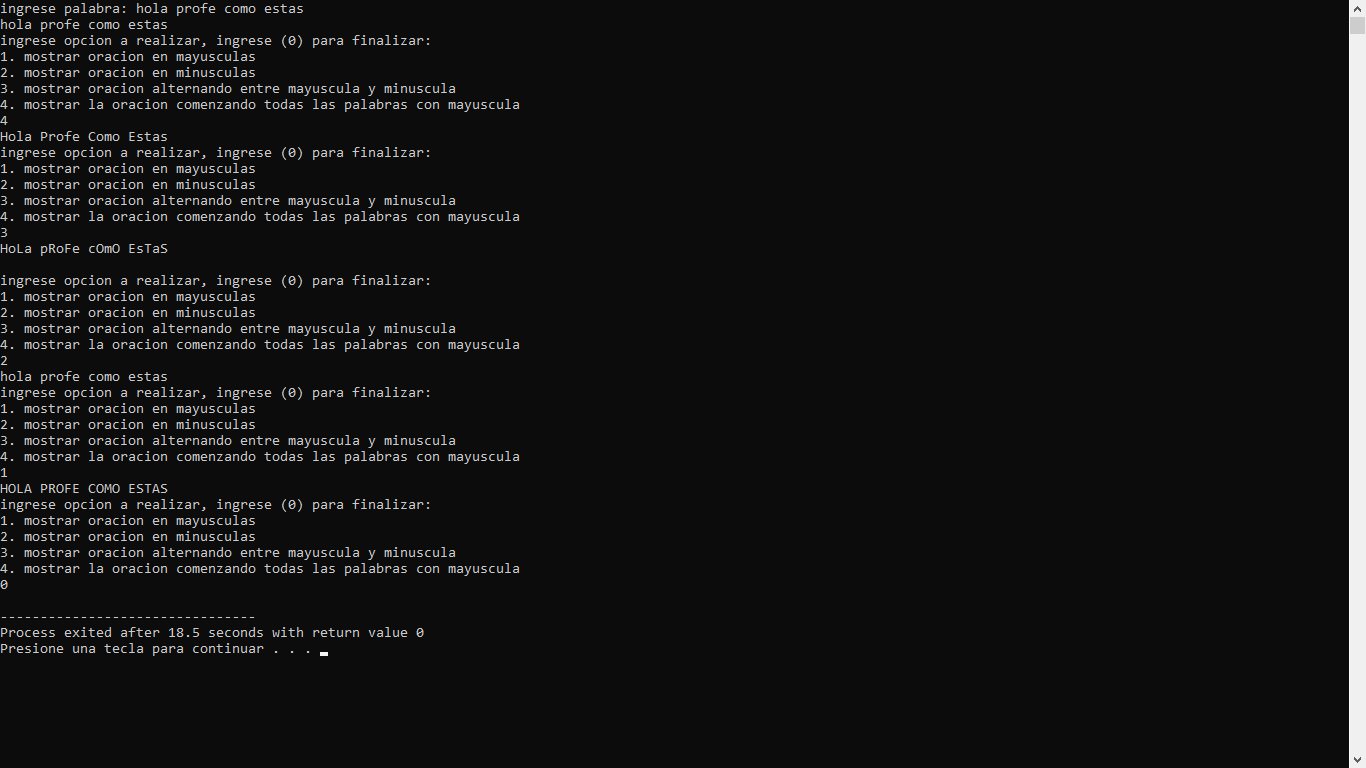 ingrese palabra: hola profe como estas
hola profe como estas
ingrese opcion a realizar, ingrese (0) para finalizar:
1. mostrar oracion en mayusculas
2. mostrar oracion en minusculas
3. mostrar oracion alternando entre mayuscula y minuscula
4. mostrar la oracion comenzando todas las palabras con mayuscula
4
Hola Profe Como Estas
ingrese opcion a realizar, ingrese (0) para finalizar:
1. mostrar oracion en mayusculas
2. mostrar oracion en minusculas
3. mostrar oracion alternando entre mayuscula y minuscula
4. mostrar la oracion comenzando todas las palabras con mayuscula
3
HoLa pRoFe cOmO EsTaS
ingrese opcion a realizar, ingrese (0) para finalizar:
1. mostrar oracion en mayusculas
2. mostrar oracion en minusculas
3. mostrar oracion alternando entre mayuscula y minuscula
4. mostrar la oracion comenzando todas las palabras con mayuscula
2
hola profe como estas
ingrese opcion a realizar, ingrese (0) para finalizar:
1. mostrar oracion en mayusculas
2. mostrar oracion en minusculas
3. mostrar oracion alternando entre mayuscula y minuscula
4. mostrar la oracion comenzando todas las palabras con mayuscula
1
HOLA PROFE COMO ESTAS
ingrese opcion a realizar, ingrese (0) para finalizar:
1. mostrar oracion en mayusculas
2. mostrar oracion en minusculas
3. mostrar oracion alternando entre mayuscula y minuscula
4. mostrar la oracion comenzando todas las palabras con mayuscula
0
--------------------------------
Process exited after 18.5 seconds with return value 0
Presione una tecla para continuar . . .